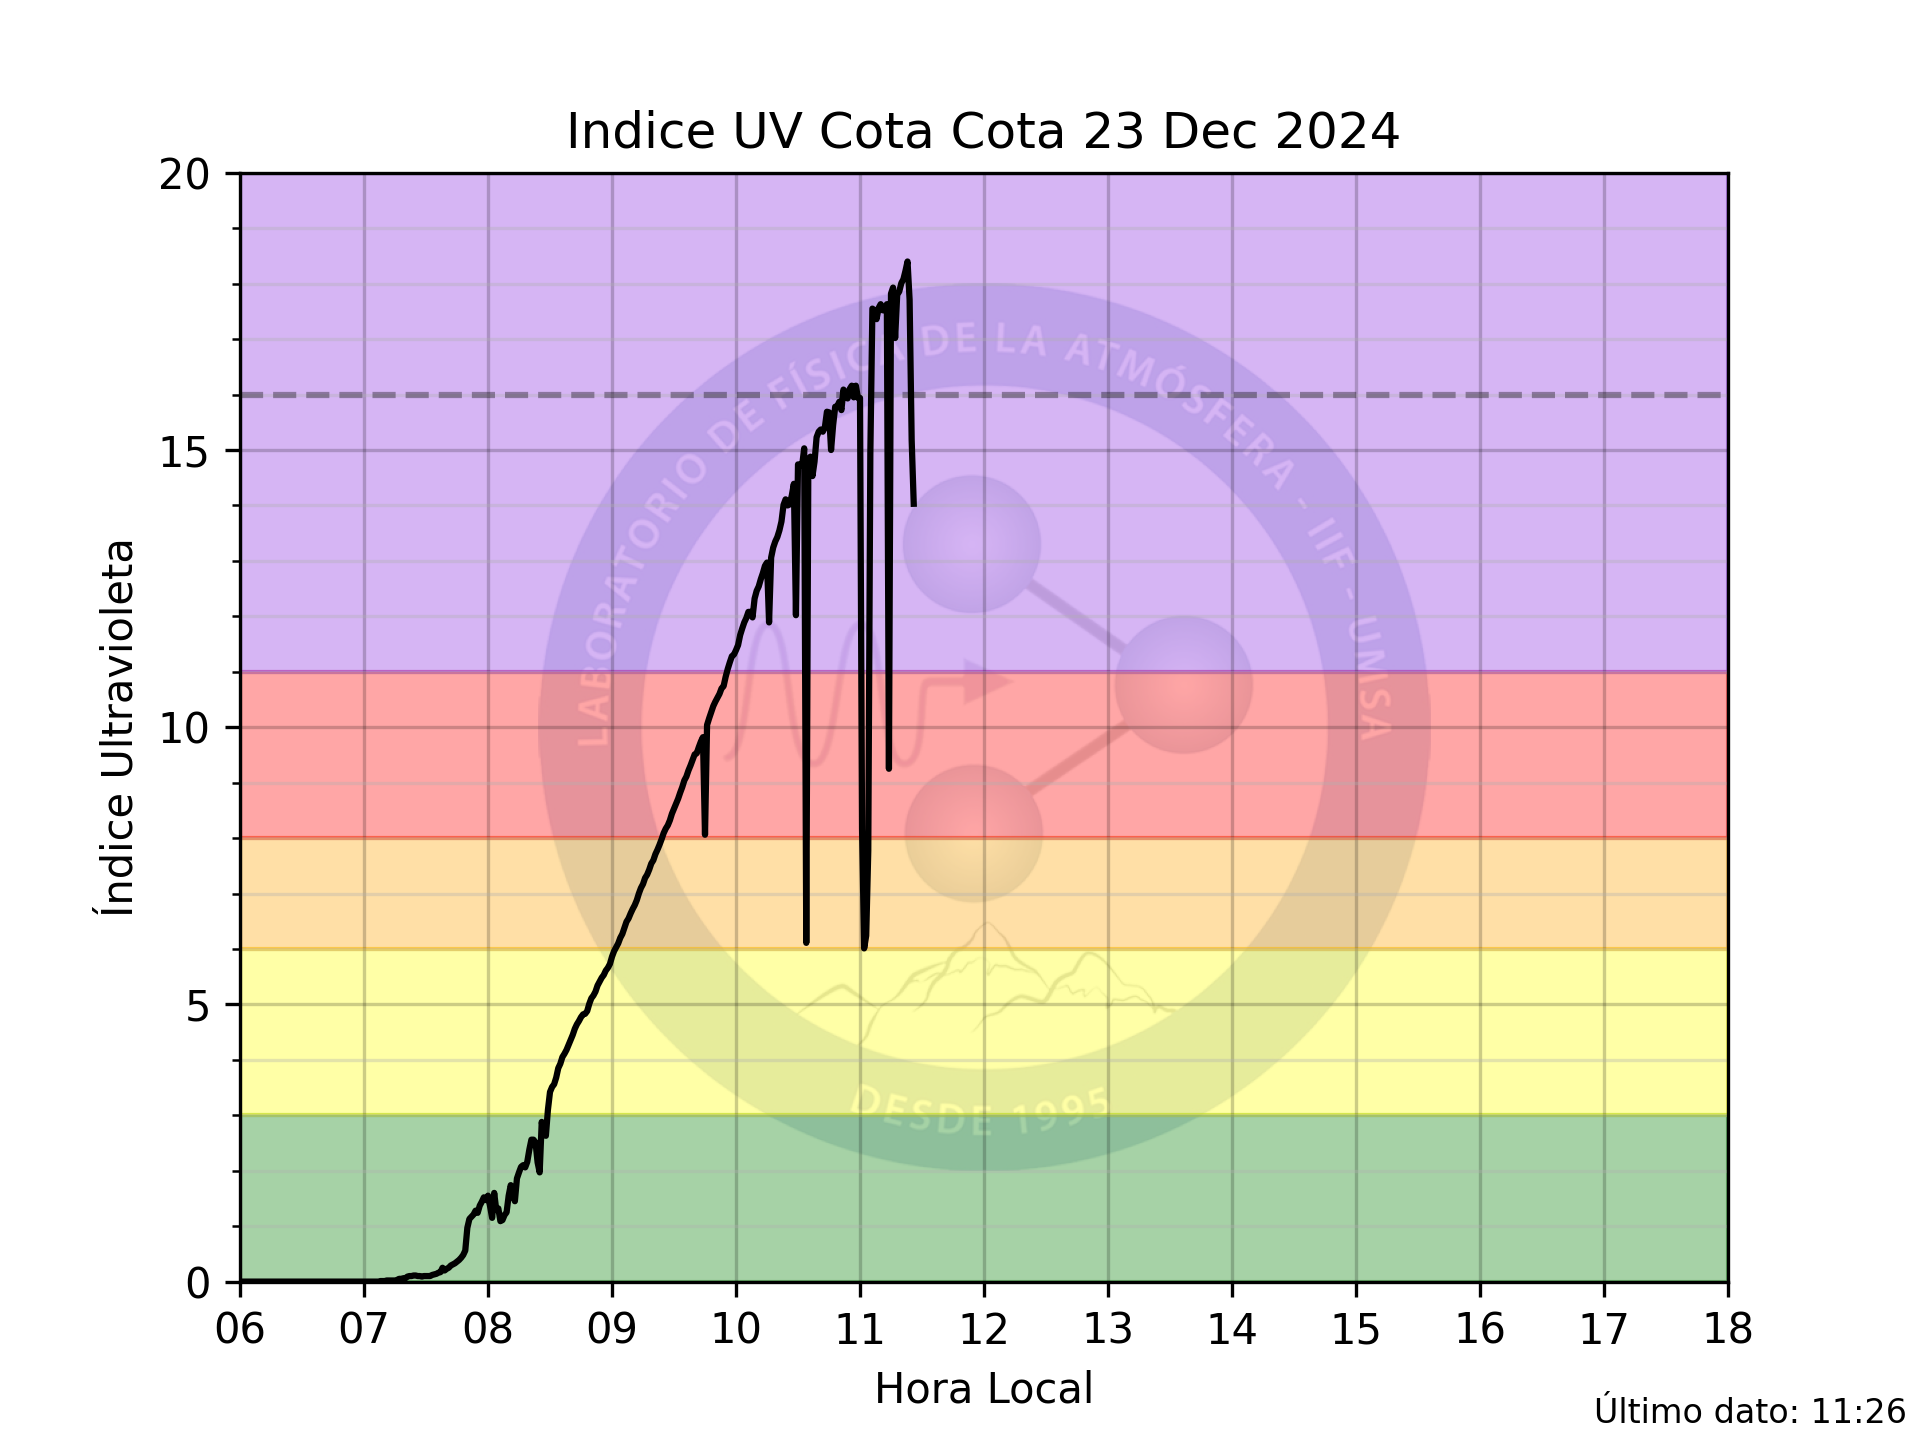 Indice UV Cota Cota 23 Dec 2024
20
15
10
5
0
Índice Ultravioleta
LABORATORIO DE FÍSICA DE LA ATMÓSFERA - IIF - UMSA
DESDE 1995
06 07 08 09 10 11 12 13 14 15 16 17 18
Hora Local
Último dato: 11:26